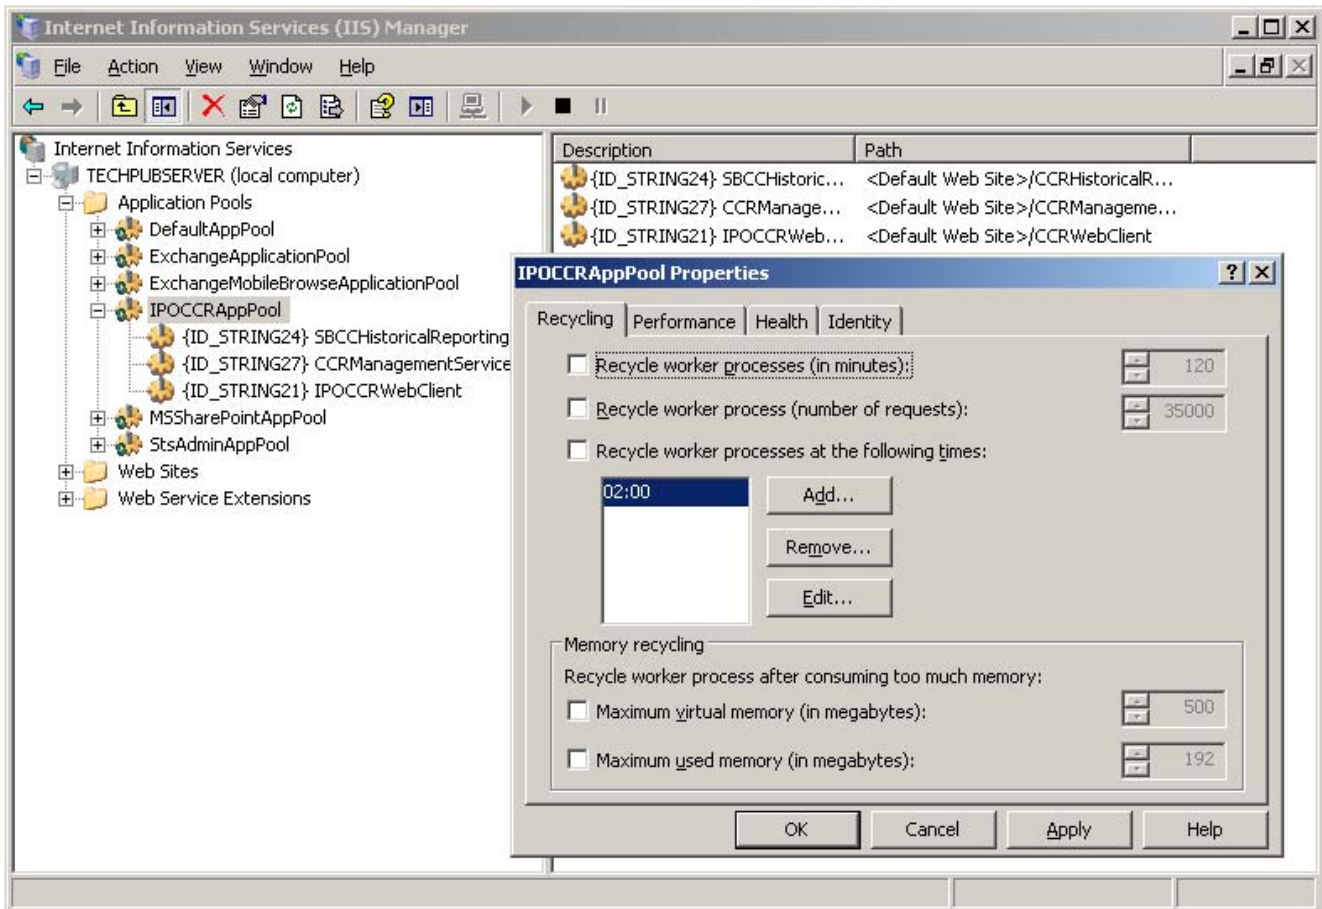 Internet Information Services (IIS) Manager
File Action View Window Help
Internet Information Services
TECHPUBSERVER (local computer)
Application Pools
DefaultAppPool
ExchangeApplicationPool
ExchangeMobileBrowseApplicationPool
IPOCCRAppPool
{ID_STRING24} SBCCHistoricalReporting
{ID_STRING27} CCRManagementService
{ID_STRING21} IPOCCRWebClient
MSSharePointAppPool
StsAdminAppPool
Web Sites
Web Service Extensions
Description Path
{ID_STRING24} SBCCHistoric... <Default Web Site>/CCRHistoricalR...
{ID_STRING27} CCRManage... <Default Web Site>/CCRManageme...
{ID_STRING21} IPOCCRWeb... <Default Web Site>/CCRWebClient
IPOCCRAppPool Properties
Recycling Performance Health Identity
Recycle worker processes (in minutes): 120
Recycle worker process (number of requests): 35000
Recycle worker processes at the following times:
02:00
Add...
Remove...
Edit...
Memory recycling
Recycle worker process after consuming too much memory:
Maximum virtual memory (in megabytes): 500
Maximum used memory (in megabytes): 192
OK Cancel Apply Help